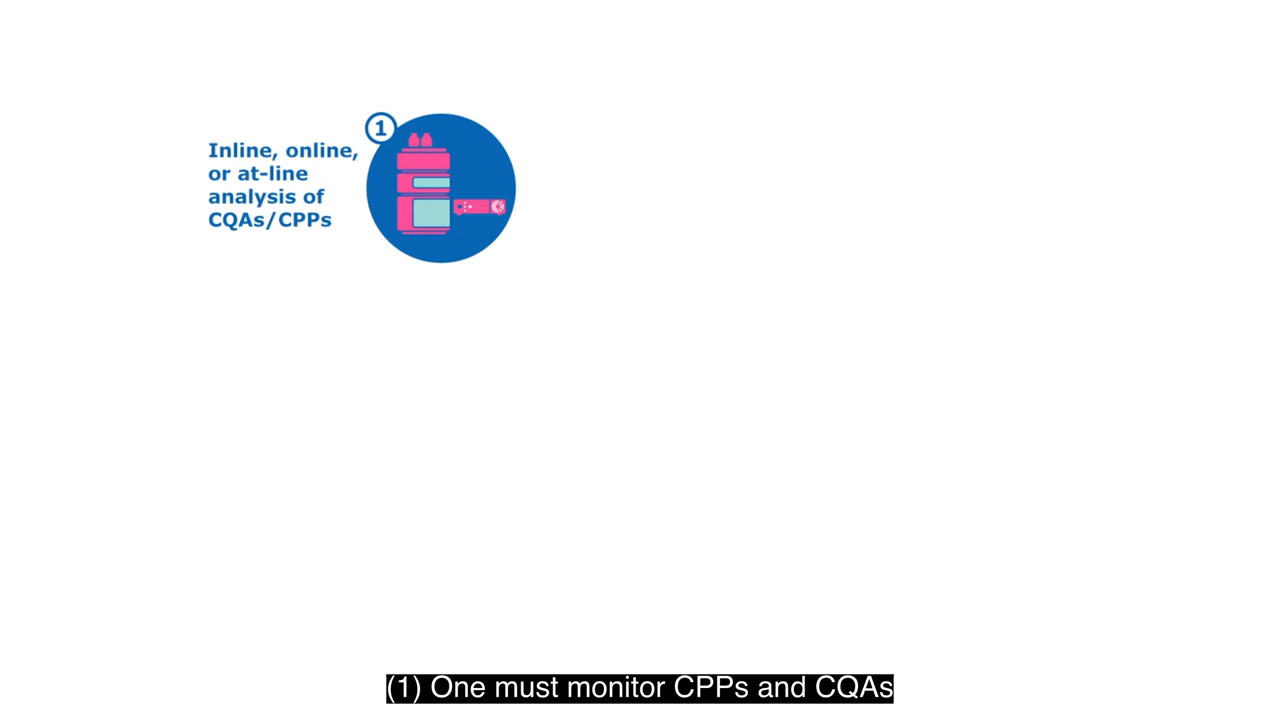 1
Inline, online,
or at-line
analysis of
CQAs/CPPs
(1) One must monitor CPPs and CQAs